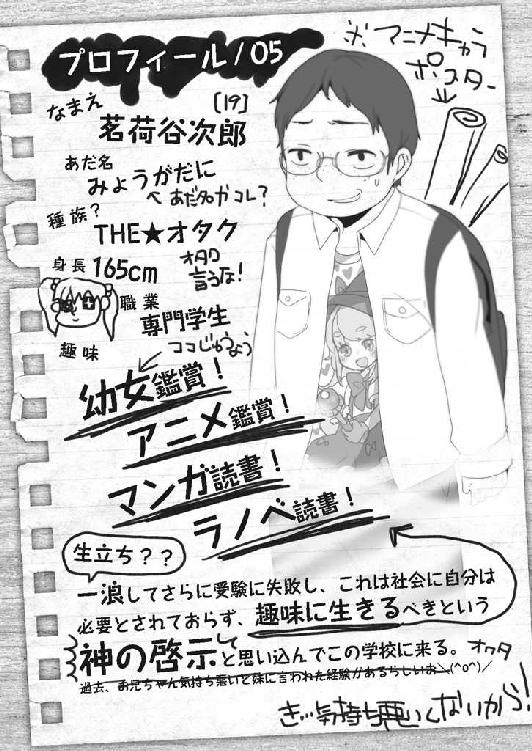 プロフィール/05
※アニメキャラ
ポスター
なまえ
[19]
茗荷谷次郎
あだ名
みょうがだに
へ あだ名かコレ?
種族?
THE★オタク
オタク
言うな!
身長 165cm
職業
専門学生
ココじゅうよう
趣味
幼女鑑賞!
アニメ鑑賞!
マンガ読書!
ラノベ読書!
生立ち??
一浪してさらに受験に失敗し、これは社会に自分は
必要とされておらず、趣味に生きるべきという
神の啓示と思い込んでこの学校に来る。 オワタ
過去、お兄ちゃん気持ち悪いと妹に言われた経験があるらしいお\(^o^)/
きっ気持ち悪くないから!